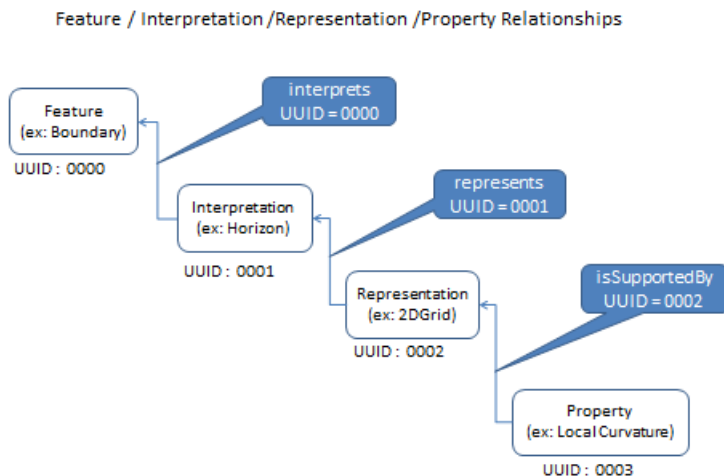 Feature / Interpretation /Representation /Property Relationships
interprets
UUID = 0000
Feature
(ex: Boundary)
UUID : 0000
represents
UUID = 0001
Interpretation
(ex: Horizon)
UUID : 0001
isSupportedBy
UUID = 0002
Representation
(ex: 2DGrid)
UUID : 0002
Property
(ex: Local Curvature)
UUID : 0003